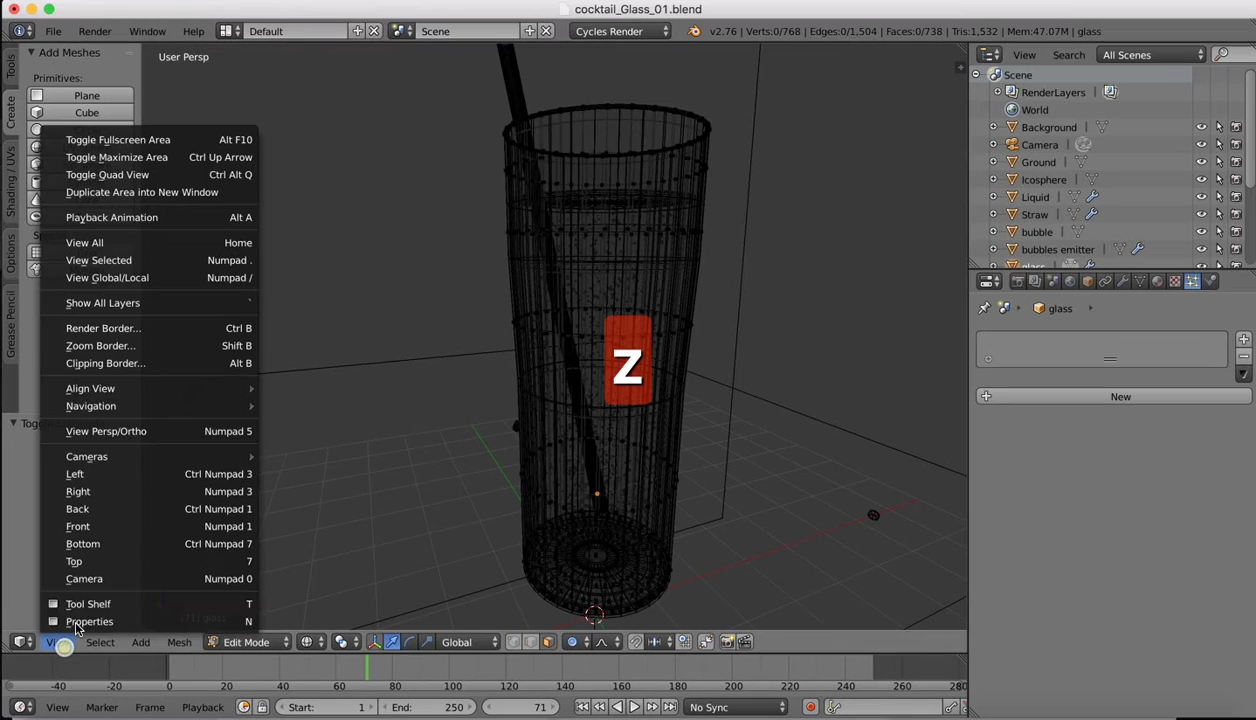 cocktail_Glass_01.blend
File Render Window Help Default Scene Cycles Render v2.76 | Verts:0/768 | Edges:0/1,504 | Faces:0/738 | Tris:1,532 | Mem:47.07M | glass
Add Meshes
User Persp
View Search All Scenes
Primitives:
Plane
Cube
Tools
Create
Shading / UVs
Options
Grease Pencil
Scene
RenderLayers
World
Background
Camera
Ground
Icosphere
Liquid
Straw
bubble
bubbles emitter
glass
Toggle Fullscreen Area Alt F10
Toggle Maximize Area Ctrl Up Arrow
Toggle Quad View Ctrl Alt Q
Duplicate Area into New Window
Playback Animation Alt A
View All Home
View Selected Numpad .
View Global/Local Numpad /
Show All Layers `
Render Border... Ctrl B
Zoom Border... Shift B
Clipping Border... Alt B
Align View
Navigation
View Persp/Ortho Numpad 5
Cameras
Left Ctrl Numpad 3
Right Numpad 3
Back Ctrl Numpad 1
Front Numpad 1
Bottom Ctrl Numpad 7
Top 7
Camera Numpad 0
Tool Shelf T
Properties N
Z
glass
New
Select Add Mesh Edit Mode Global
-40 -20 0 20 40 60 80 100 120 140 160 180 200 220 240 260 280
View Marker Frame Playback Start: 1 End: 250 71 No Sync